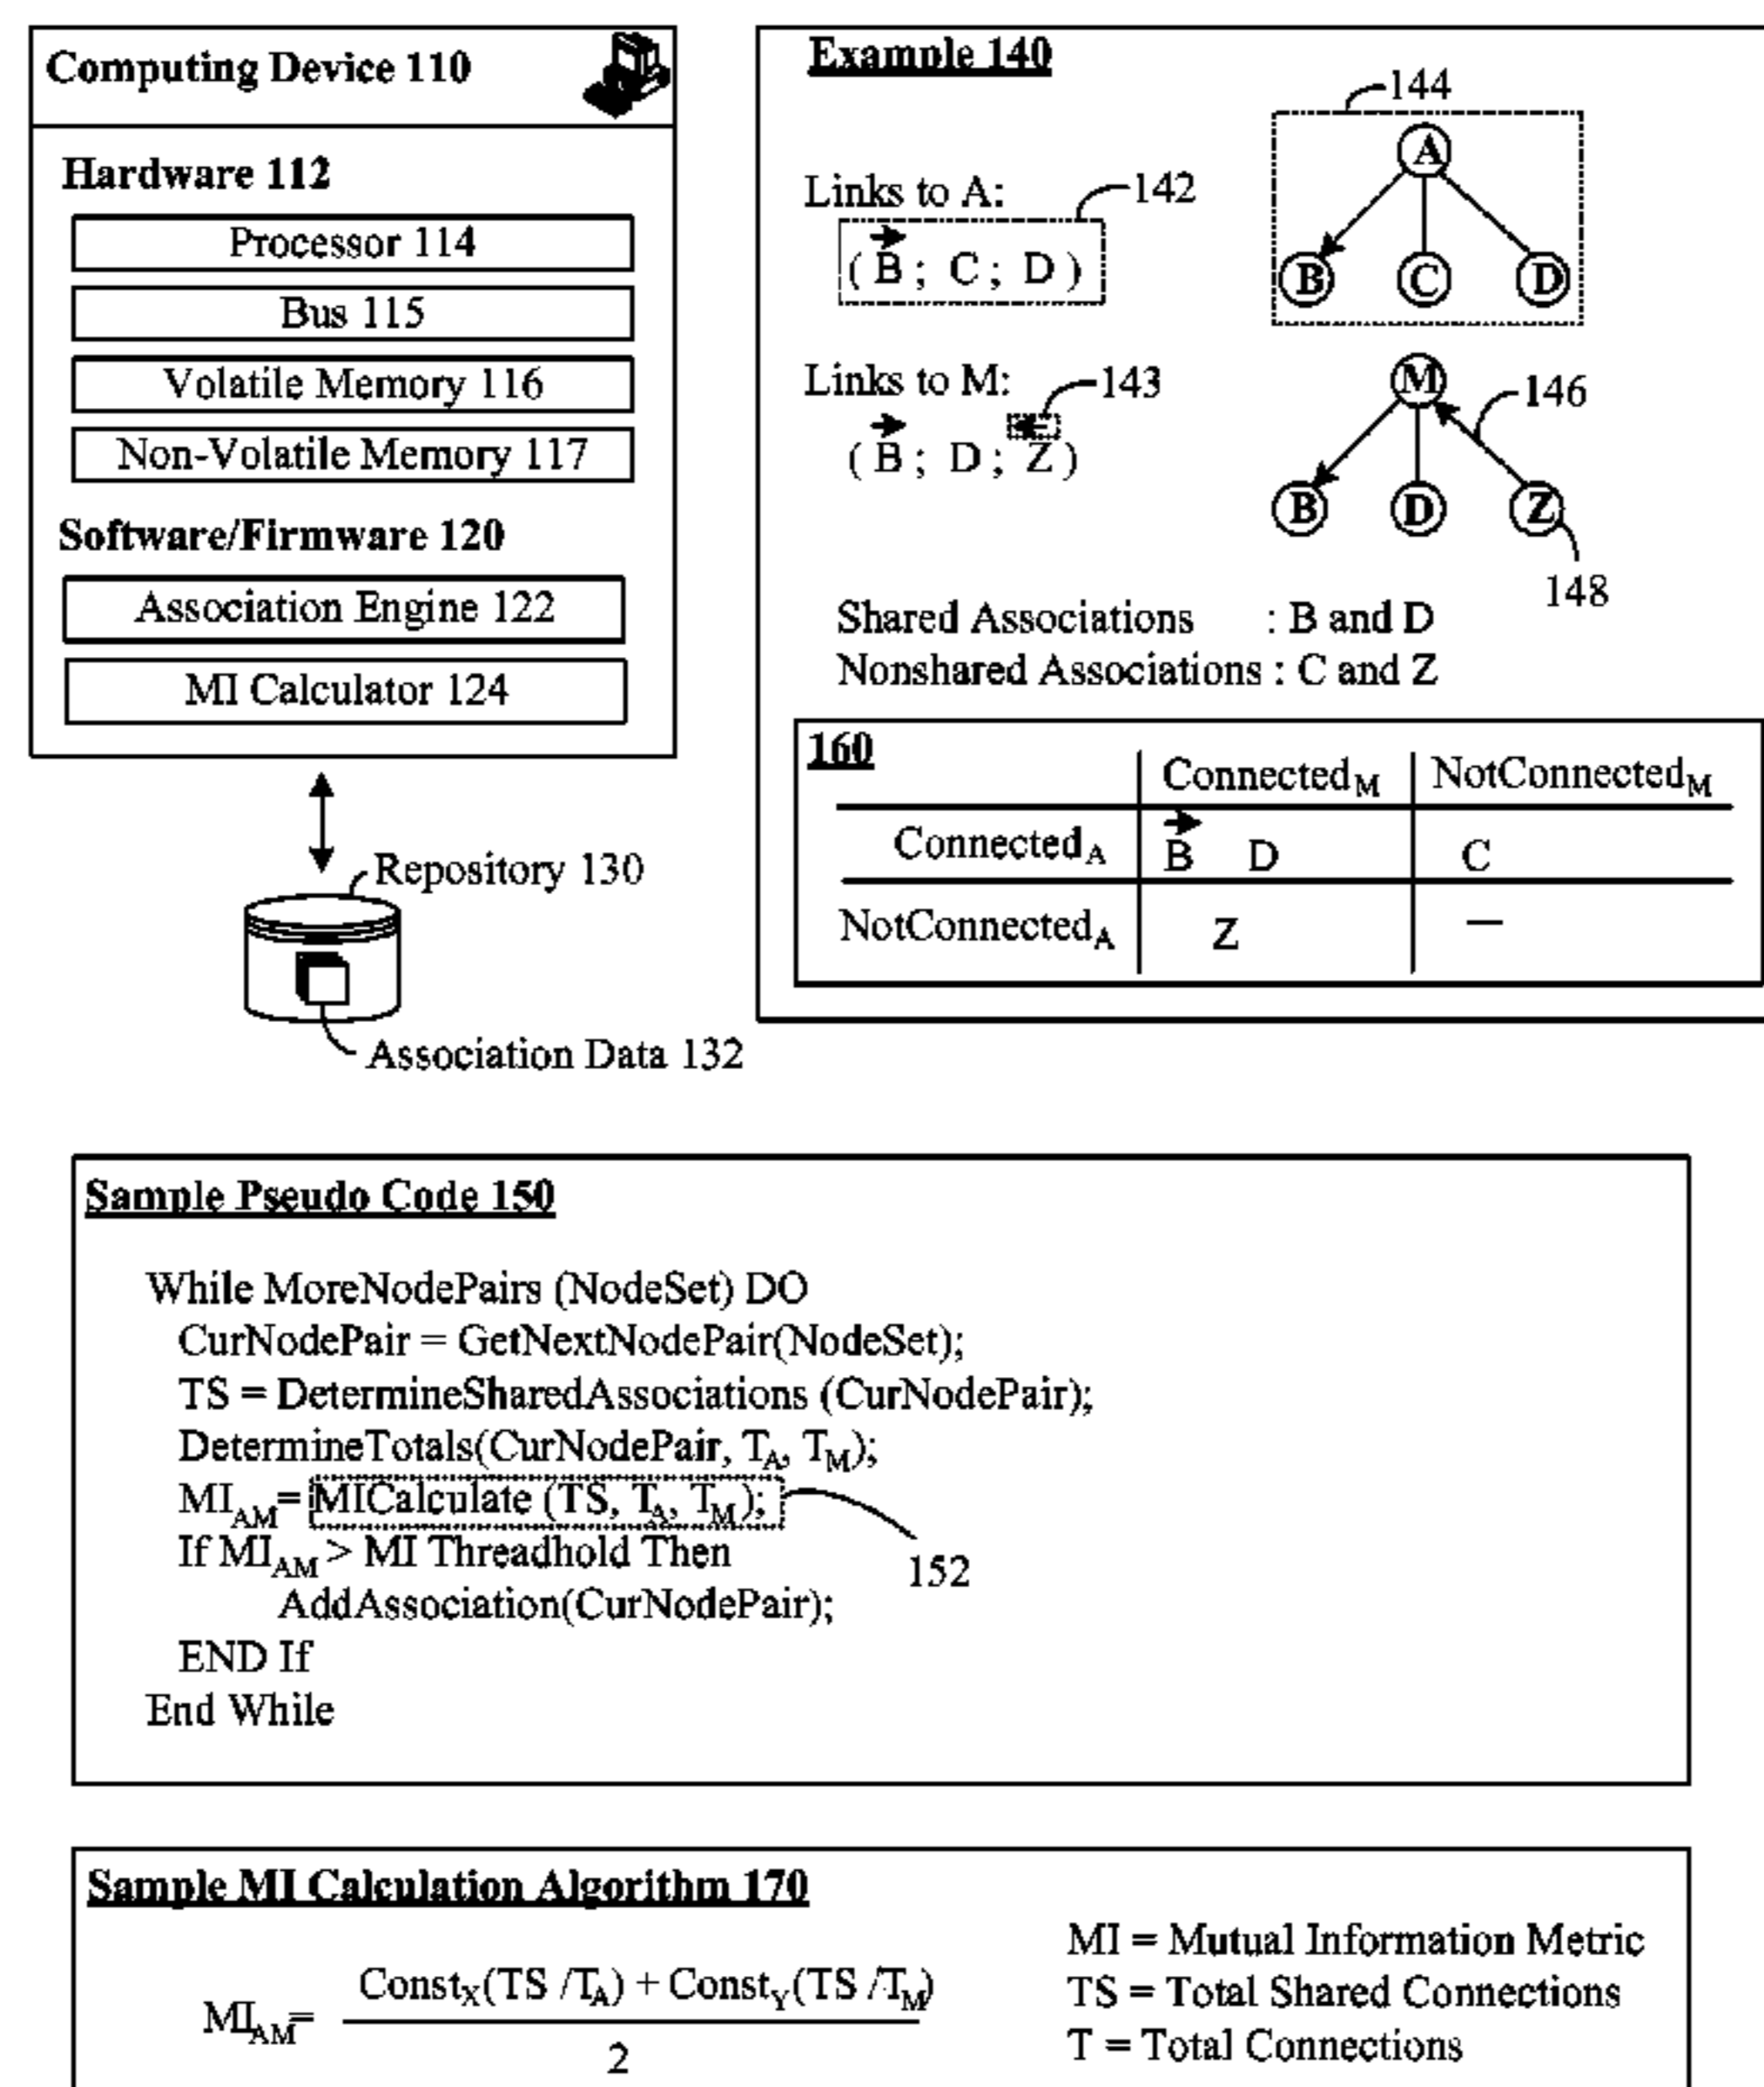 Computing Device 110
Hardware 112
Processor 114
Bus 115
Volatile Memory 116
Non-Volatile Memory 117
Software/Firmware 120
Association Engine 122
MI Calculator 124
Repository 130
Association Data 132
Example 140
144
A
B C D
Links to A:
142
( B ; C ; D )
Links to M:
143
( B ; D ; Z )
M
146
B D Z
148
Shared Associations : B and D
Nonshared Associations : C and Z
160
ConnectedM NotConnectedM
ConnectedA B D C
NotConnectedA Z —
Sample Pseudo Code 150
While MoreNodePairs (NodeSet) DO
CurNodePair = GetNextNodePair(NodeSet);
TS = DetermineSharedAssociations (CurNodePair);
DetermineTotals(CurNodePair, TA, TM);
MIAM= MICalculate (TS, TA, TM);
152
If MIAM > MI Threadhold Then
AddAssociation(CurNodePair);
END If
End While
Sample MI Calculation Algorithm 170
MIAM= ConstX(TS /TA) + ConstY(TS /TM)
2
MI = Mutual Information Metric
TS = Total Shared Connections
T = Total Connections